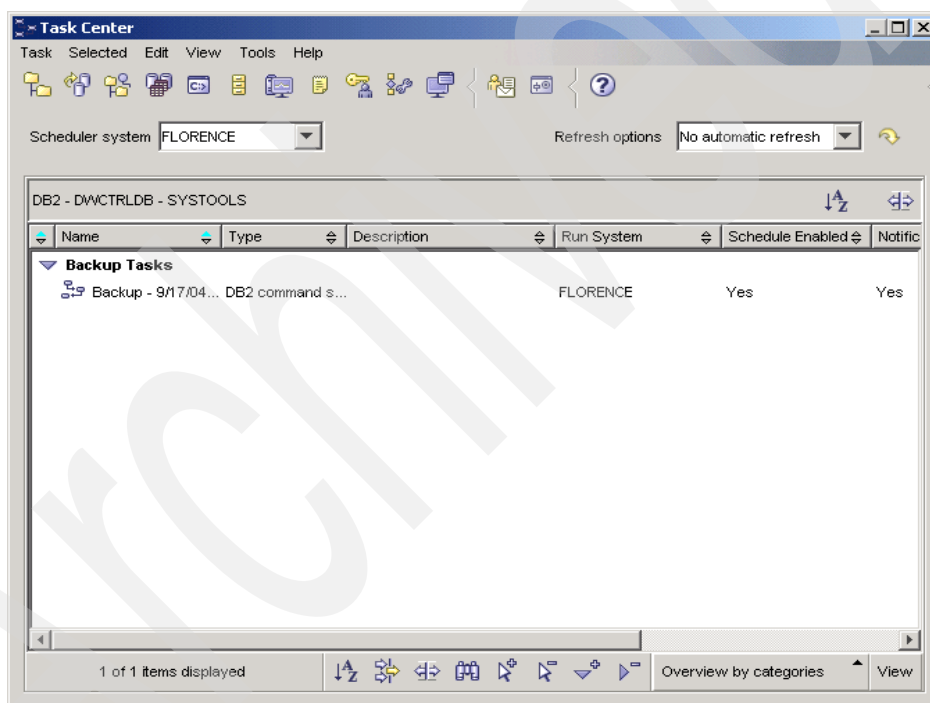 Task Center
Task Selected Edit View Tools Help
Scheduler system FLORENCE Refresh options No automatic refresh
DB2 - DWCTRLDB - SYSTOOLS
Name Type Description Run System Schedule Enabled Notific
Backup Tasks
Backup - 9/17/04... DB2 command s... FLORENCE Yes Yes
1 of 1 items displayed Overview by categories View